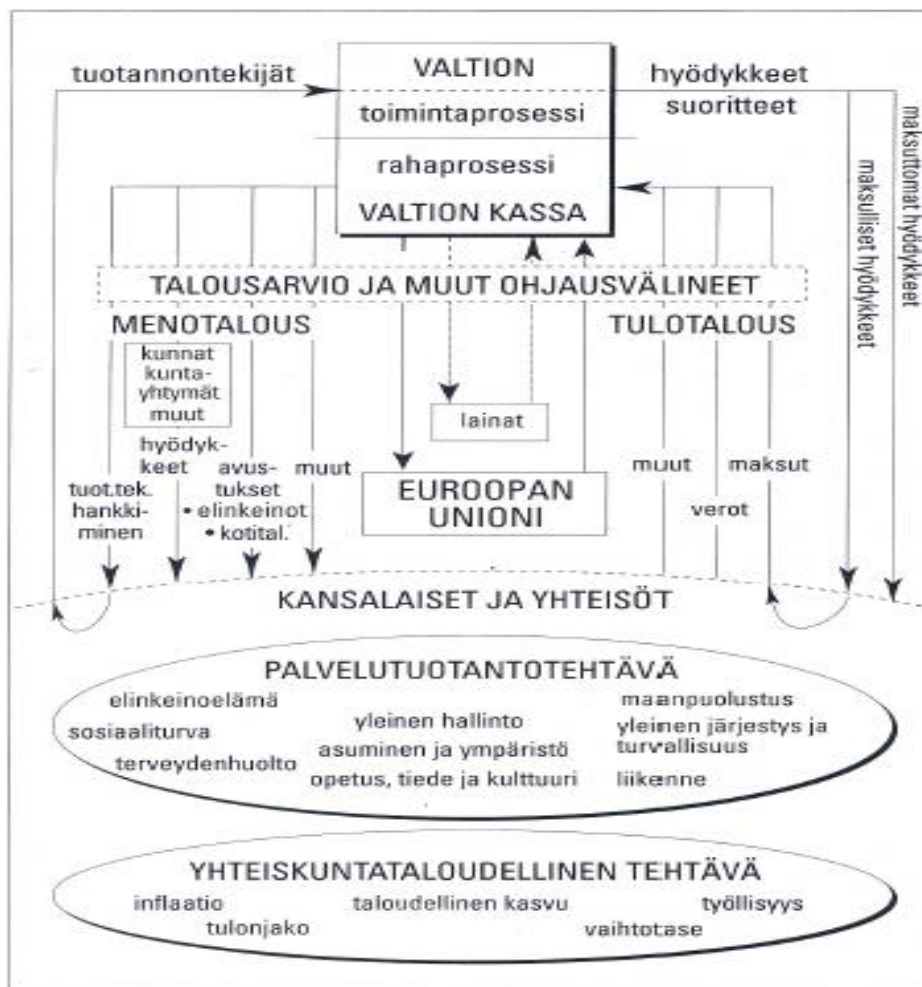 tuotannontekijät
VALTION
toimintaprosessi
rahaprosessi
VALTION KASSA
hyödykkeet
suoritteet
maksulliset hyödykkeet
maksuttomat hyödykkeet
TALOUSARVIO JA MUUT OHJAUSVÄLINEET
MENOTALOUS
TULOTALOUS
kunnat
kunta-
yhtymät
muut
hyödyk-
keet
tuot.tek.
hankki-
minen
avus-
tukset
• elinkeinot
• kotital.
muut
lainat
EUROOPAN
UNIONI
muut
verot
maksut
KANSALAISET JA YHTEISÖT
PALVELUTUOTANTOTEHTÄVÄ
elinkeinoelämä
sosiaaliturva
terveydenhuolto
yleinen hallinto
asuminen ja ympäristö
opetus, tiede ja kulttuuri
maanpuolustus
yleinen järjestys ja
turvallisuus
liikenne
YHTEISKUNTATALOUDELLINEN TEHTÄVÄ
inflaatio
tulonjako
taloudellinen kasvu
vaihtotase
työllisyys